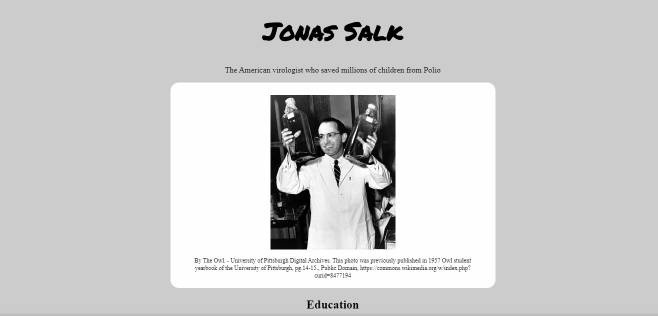 Jonas Salk
The American virologist who saved millions of children from Polio
By The Owl. - University of Pittsburgh Digital Archives. This photo was previously published in 1957 Owl student
yearbook of the University of Pittsburgh, pg.14-15., Public Domain, https://commons.wikimedia.org/w/index.php?
curid=8477194
Education